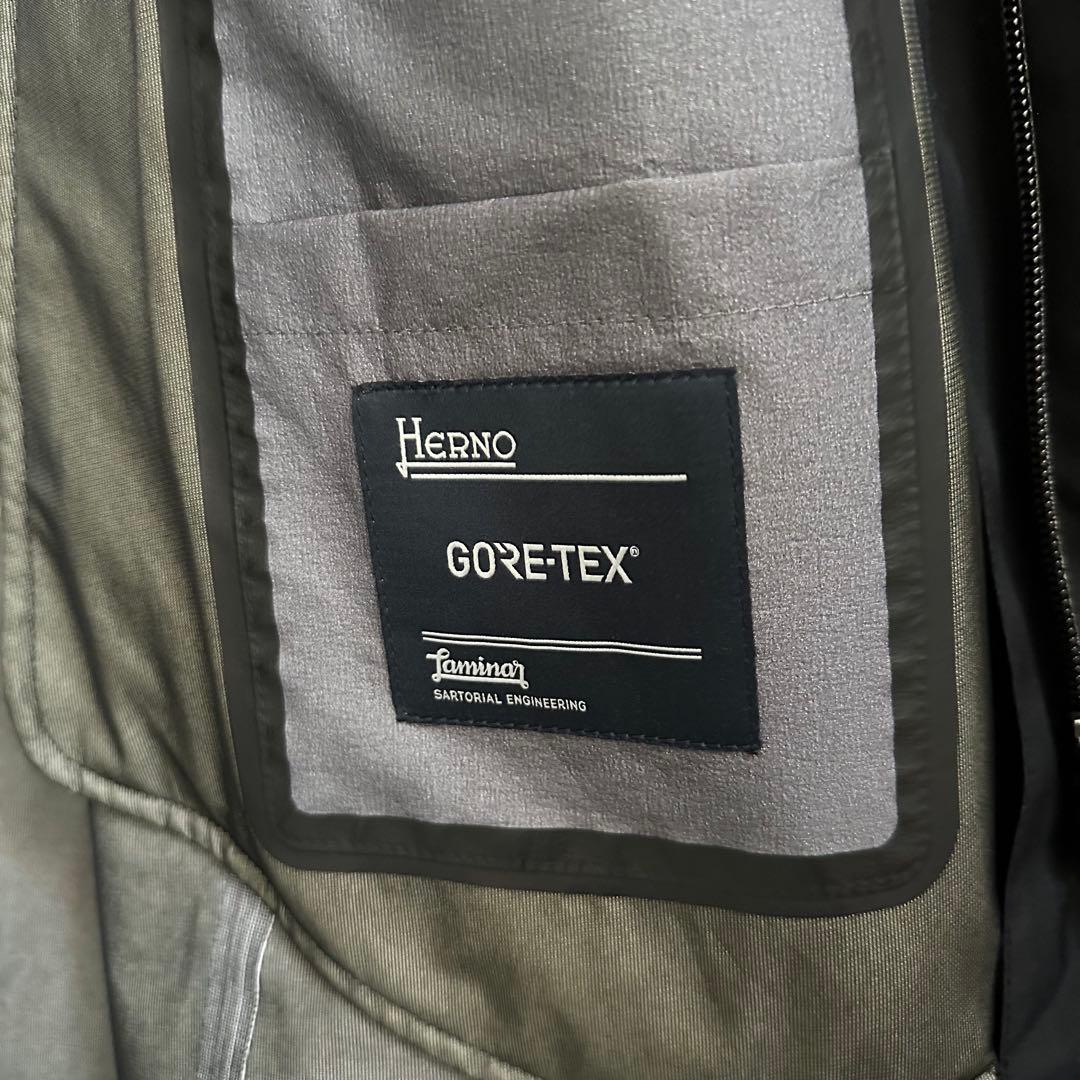 HERNO
GORE-TEX®
Laminar
SARTORIAL ENGINEERING